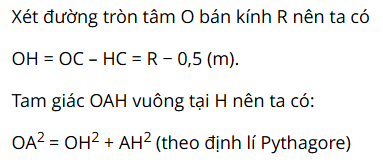 Xét đường tròn tâm O bán kính R nên ta có
OH = OC – HC = R − 0,5 (m).
Tam giác OAH vuông tại H nên ta có:
OA² = OH² + AH² (theo định lí Pythagore)